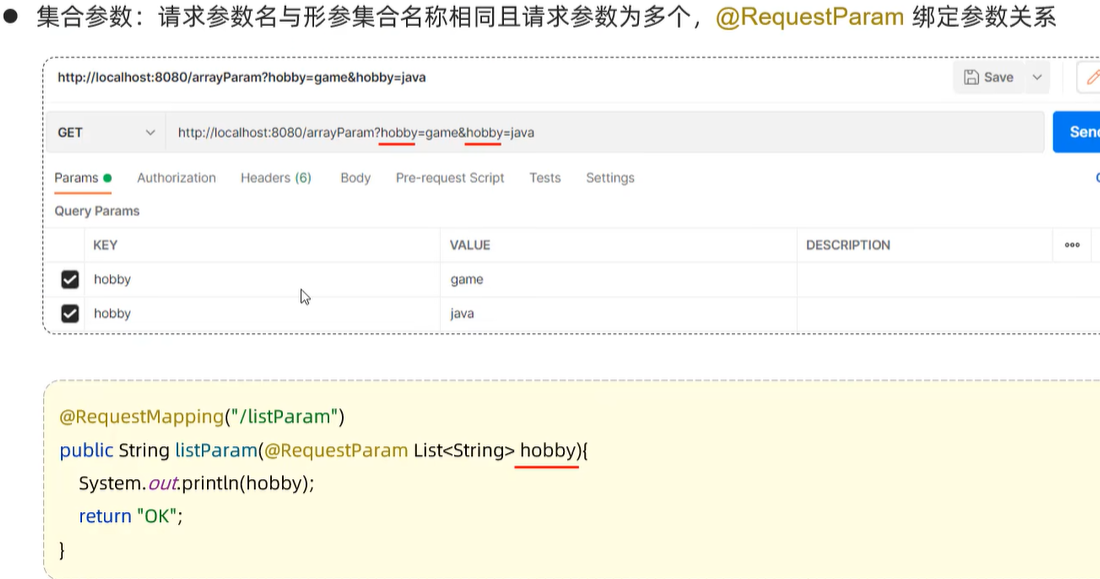 ● 集合参数：请求参数名与形参集合名称相同且请求参数为多个，@RequestParam 绑定参数关系
http://localhost:8080/arrayParam?hobby=game&hobby=java
Save
GET http://localhost:8080/arrayParam?hobby=game&hobby=java
Params Authorization Headers (6) Body Pre-request Script Tests Settings
Query Params
KEY VALUE DESCRIPTION ooo
hobby game
hobby java
@RequestMapping("/listParam")
public String listParam(@RequestParam List<String> hobby){
System.out.println(hobby);
return "OK";
}